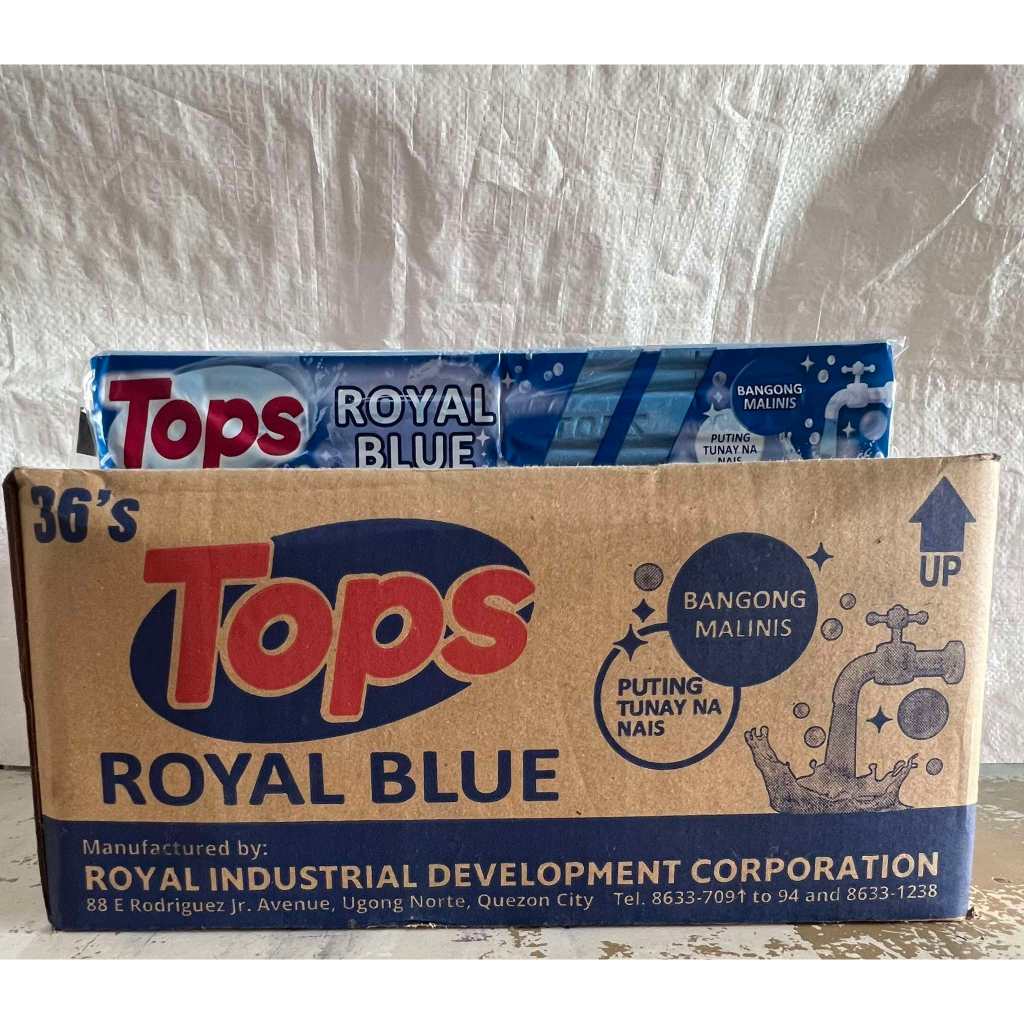 Tops
ROYAL
BLUE
BANGONG
MALINIS
PUTING
TUNAY NA
NAIS
36's
UP
Tops
ROYAL BLUE
BANGONG
MALINIS
PUTING
TUNAY NA
NAIS
Manufactured by:
ROYAL INDUSTRIAL DEVELOPMENT CORPORATION
88 E Rodriguez Jr. Avenue, Ugong Norte, Quezon City Tel. 8633-7091 to 94 and 8633-1238